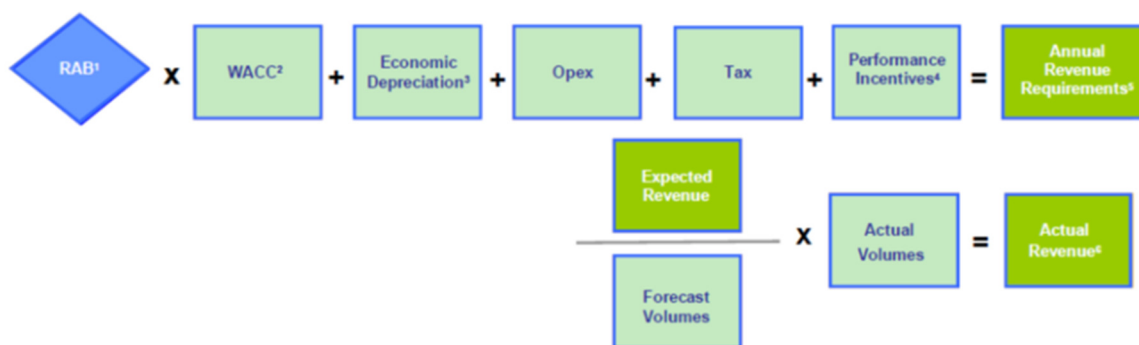 RAB¹ x WACC² + Economic Depreciation³ + Opex + Tax + Performance Incentives⁴ = Annual Revenue Requirements⁵
Expected Revenue
Forecast Volumes
x Actual Volumes = Actual Revenue⁶